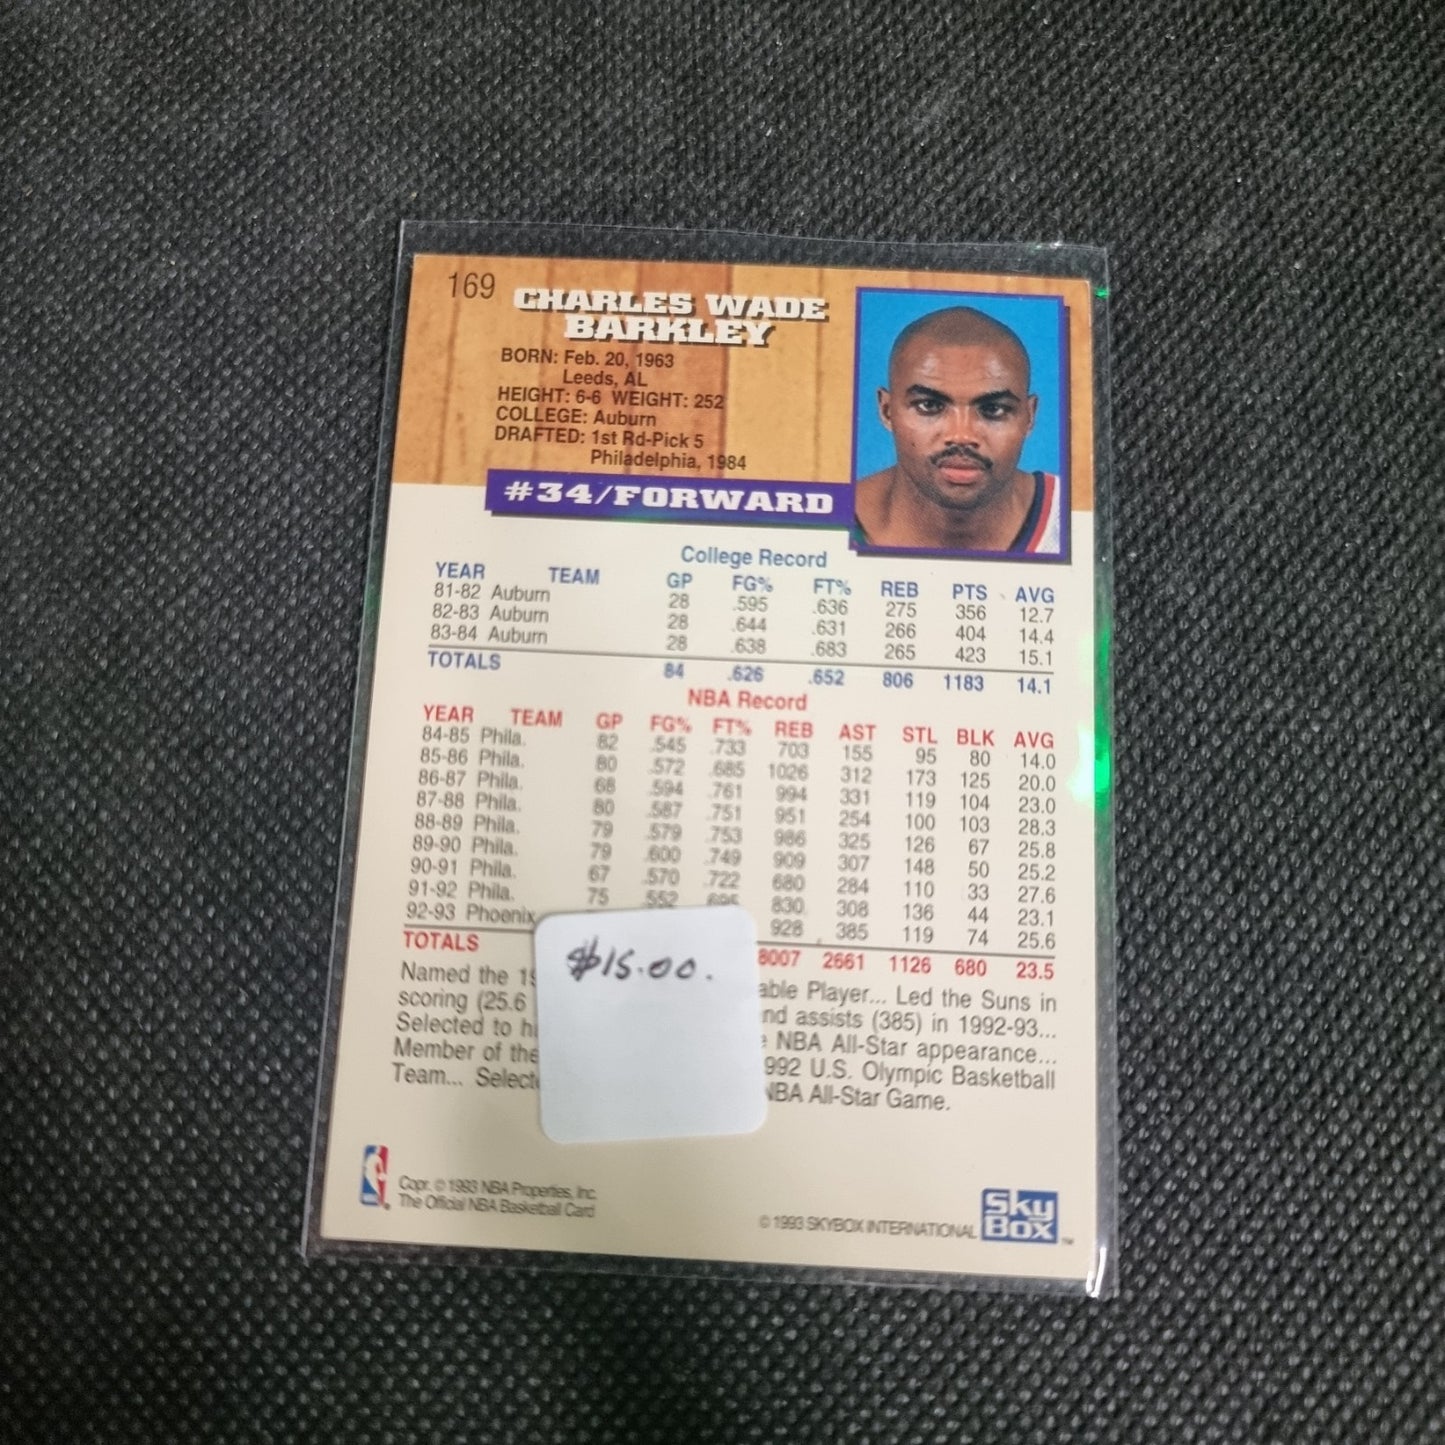 169
CHARLES WADE
BARKLEY
BORN: Feb. 20, 1963
Leeds, AL
HEIGHT: 6-6 WEIGHT: 252
COLLEGE: Auburn
DRAFTED: 1st Rd-Pick 5
Philadelphia, 1984
#34/FORWARD
College Record
YEAR TEAM GP FG% FT% REB PTS AVG
81-82 Auburn 28 .595 .636 275 356 12.7
82-83 Auburn 28 .644 .631 266 404 14.4
83-84 Auburn 28 .638 .683 265 423 15.1
TOTALS 84 .626 .652 806 1183 14.1
NBA Record
YEAR TEAM GP FG% FT% REB AST STL BLK AVG
84-85 Phila. 82 .545 .733 703 155 95 80 14.0
85-86 Phila. 80 .572 .685 1026 312 173 125 20.0
86-87 Phila. 68 .594 .761 994 331 119 104 23.0
87-88 Phila. 80 .587 .751 951 254 100 103 28.3
88-89 Phila. 79 .579 .753 986 325 126 67 25.8
89-90 Phila. 79 .600 .749 909 307 148 50 25.2
90-91 Phila. 67 .570 .722 680 284 110 33 27.6
91-92 Phila. 75 .552 .695 830 308 136 44 23.1
92-93 Phoenix 928 385 119 74 25.6
TOTALS 8007 2661 1126 680 23.5
$15.00.
Named the able Player... Led the Suns in
scoring (25.6 nd assists (385) in 1992-93...
Selected to NBA All-Star appearance...
Member of the 992 U.S. Olympic Basketball
Team... Select NBA All-Star Game.
Copr. © 1993 NBA Properties, Inc.
The Official NBA Basketball Card
© 1993 SKYBOX INTERNATIONAL
SkyBox ™